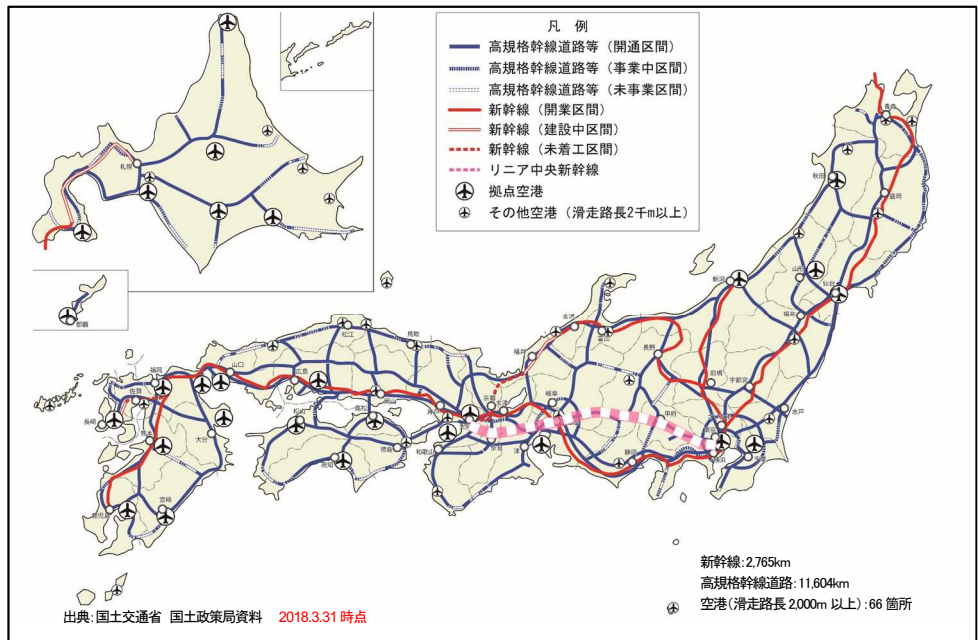 凡 例
高規格幹線道路等（開通区間）
高規格幹線道路等（事業中区間）
高規格幹線道路等（未事業区間）
新幹線（開業区間）
新幹線（建設中区間）
新幹線（未着工区間）
リニア中央新幹線
拠点空港
その他空港（滑走路長2千m以上）
札幌
那覇
青森
秋田
盛岡
山形
仙台
新潟
福島
金沢
富山
長野
前橋
宇都宮
水戸
福井
松江
鳥取
岐阜
甲府
京都
大津
山口
広島
岡山
神戸
福岡
佐賀
松山
高松
静岡
横浜
長崎
熊本
大分
高知
徳島
和歌山
奈良
津
鹿児島
宮崎
新幹線：2,765km
高規格幹線道路：11,604km
空港（滑走路長 2,000m 以上）：66 箇所
出典：国土交通省 国土政策局資料 2018.3.31 時点